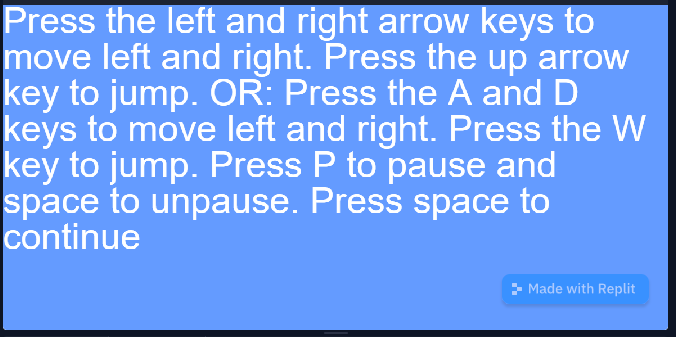 Press the left and right arrow keys to
move left and right. Press the up arrow
key to jump. OR: Press the A and D
keys to move left and right. Press the W
key to jump. Press P to pause and
space to unpause. Press space to
continue
Made with Replit